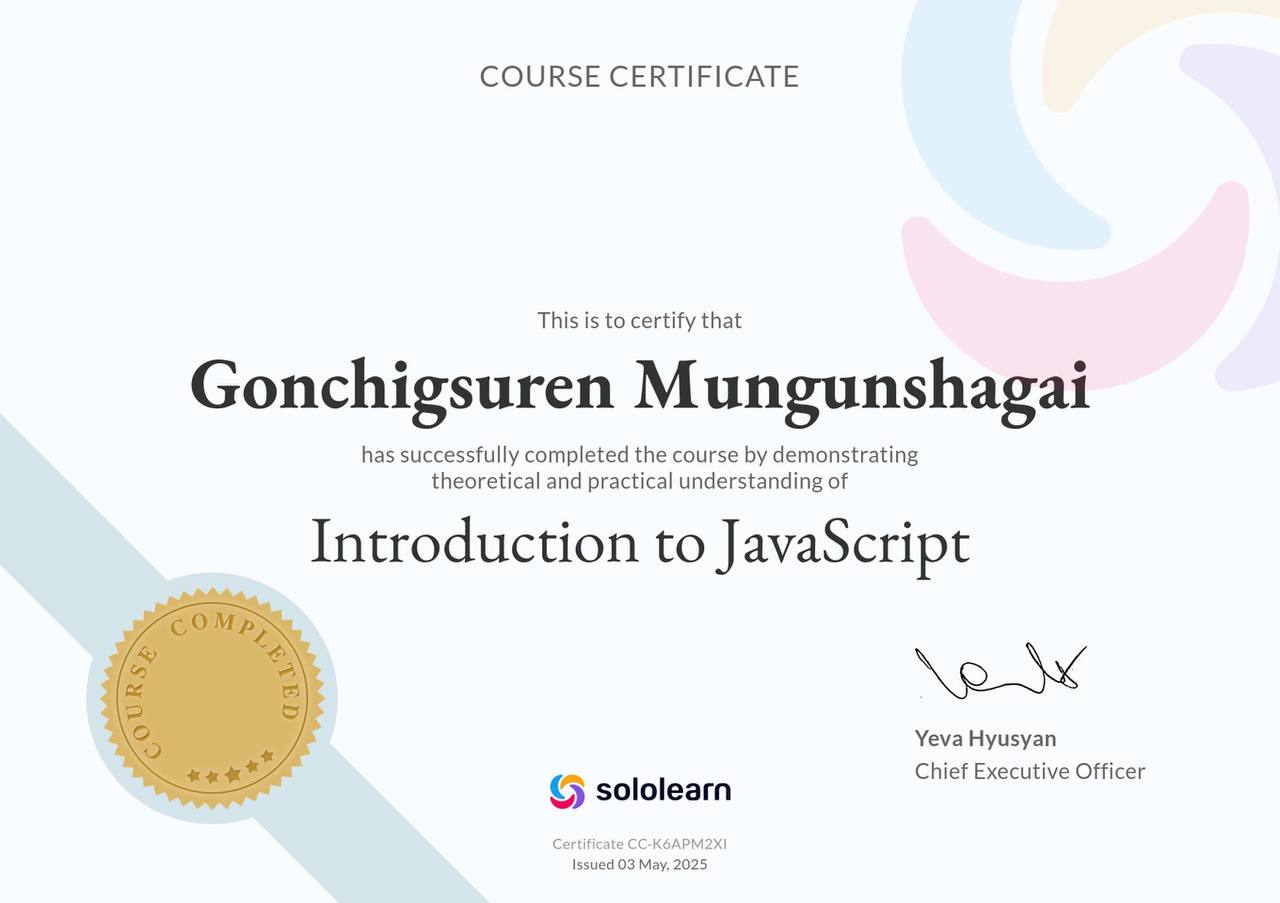 COURSE CERTIFICATE
This is to certify that
Gonchigsuren Mungunshagai
has successfully completed the course by demonstrating
theoretical and practical understanding of
Introduction to JavaScript
COURSE COMPLETED
Yeva Hyusyan
Chief Executive Officer
sololearn
Certificate CC-K6APM2XI
Issued 03 May, 2025